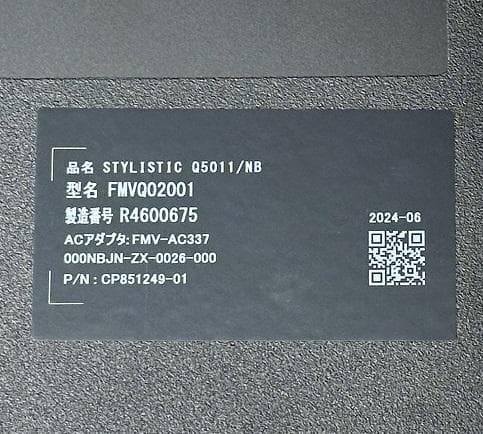 品名 STYLISTIC Q5011/NB
型名 FMVQ02001
製造番号 R4600675
ACアダプタ:FMV-AC337
000NBJN-ZX-0026-000
P/N : CP851249-01
2024-06